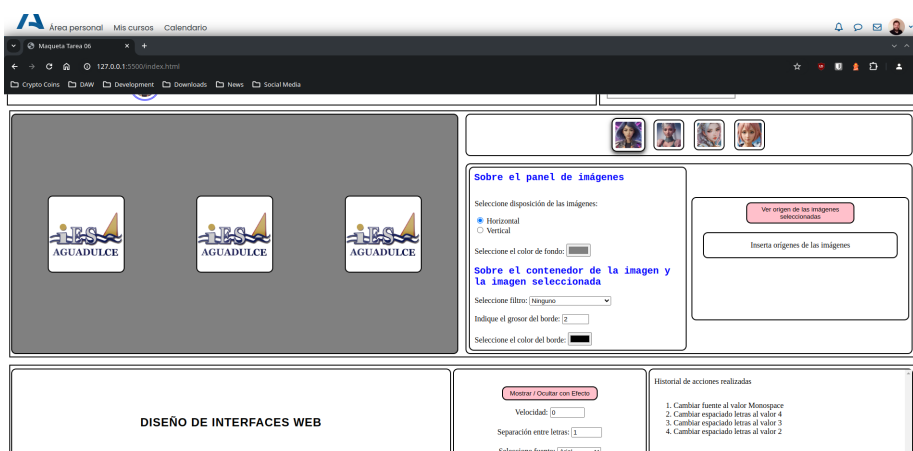 Área personal Mis cursos Calendario
Maqueta Tarea 06
127.0.0.1:5500/index.html
Crypto Coins DAW Development Downloads News Social Media
Sobre el panel de imágenes
Seleccione disposición de las imágenes:
Horizontal
Vertical
Seleccione el color de fondo:
Sobre el contenedor de la imagen y
la imagen seleccionada
Seleccione filtro: Ninguno
Indique el grosor del borde: 2
Seleccione el color del borde:
Ver origen de las imágenes
seleccionadas
Inserta orígenes de las imágenes
iES
AGUADULCE
iES
AGUADULCE
iES
AGUADULCE
DISEÑO DE INTERFACES WEB
Mostrar / Ocultar con Efecto
Velocidad: 0
Separación entre letras: 1
Seleccione fuente: Arial
Historial de acciones realizadas
1. Cambiar fuente al valor Monospace
2. Cambiar espaciado letras al valor 4
3. Cambiar espaciado letras al valor 3
4. Cambiar espaciado letras al valor 2